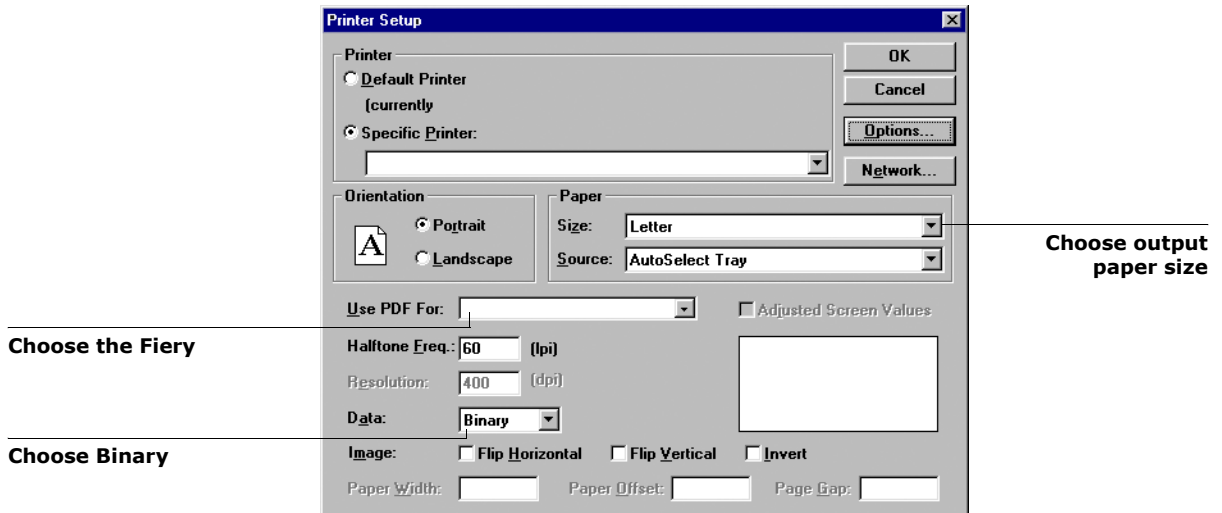 Printer Setup
Printer
Default Printer
(currently
Specific Printer:
OK
Cancel
Options...
Network...
Orientation
A
Portrait
Landscape
Paper
Size: Letter
Source: AutoSelect Tray
Choose output
paper size
Use PDF For:
Adjusted Screen Values
Choose the Fiery
Halftone Freq.: 60 (lpi)
Resolution: 400 (dpi)
Data: Binary
Choose Binary
Image: Flip Horizontal Flip Vertical Invert
Paper Width: Paper Offset: Page Gap: